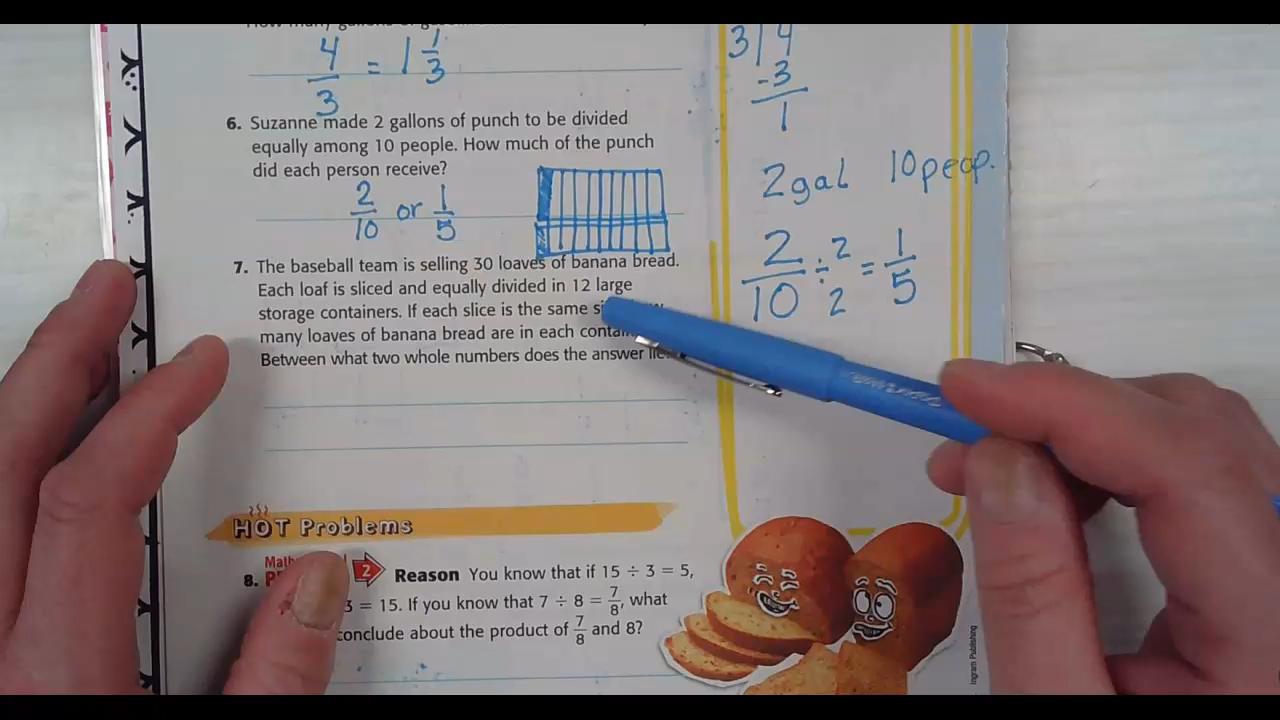 4/3 = 1 1/3
3 4
-3
1
6. Suzanne made 2 gallons of punch to be divided
equally among 10 people. How much of the punch
did each person receive?
2/10 or 1/5
2gal 10peop.
2/10 ÷ 2/2 = 1/5
7. The baseball team is selling 30 loaves of banana bread.
Each loaf is sliced and equally divided in 12 large
storage containers. If each slice is the same
many loaves of banana bread are in each
Between what two whole numbers does the answer
HOT Problems
8.
2 Reason You know that if 15 ÷ 3 = 5,
3 = 15. If you know that 7 ÷ 8 = 7/8, what
conclude about the product of 7/8 and 8?
Ingram Publishing